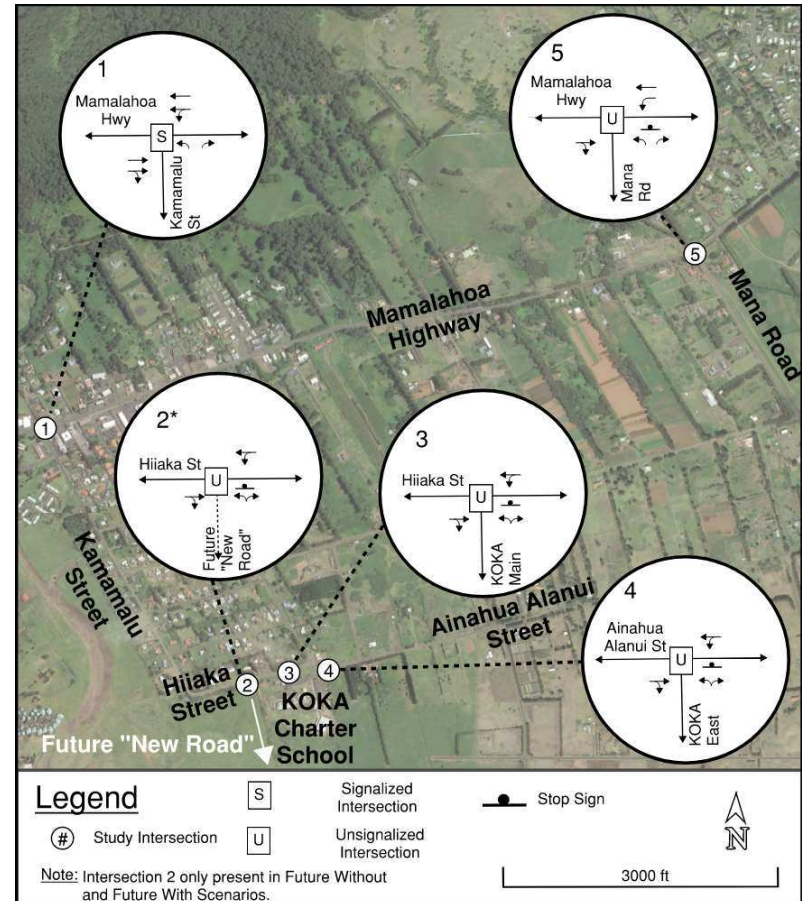 1
Mamalahoa
Hwy
S
Kamamalu
St
5
Mamalahoa
Hwy
U
Mana
Rd
5
Mana Road
Mamalahoa
Highway
1
2*
Hiiaka St
U
Future
"New
Road"
3
Hiiaka St
U
KOKA
Main
Kamamalu
Street
Ainahua Alanui
Street
4
Ainahua
Alanui St
U
KOKA
East
Hiiaka
Street
2
3
4
KOKA
Charter
School
Future "New Road"
Legend
S
Signalized
Intersection
Stop Sign
#
Study Intersection
U
Unsignalized
Intersection
N
Note: Intersection 2 only present in Future Without
and Future With Scenarios.
3000 ft